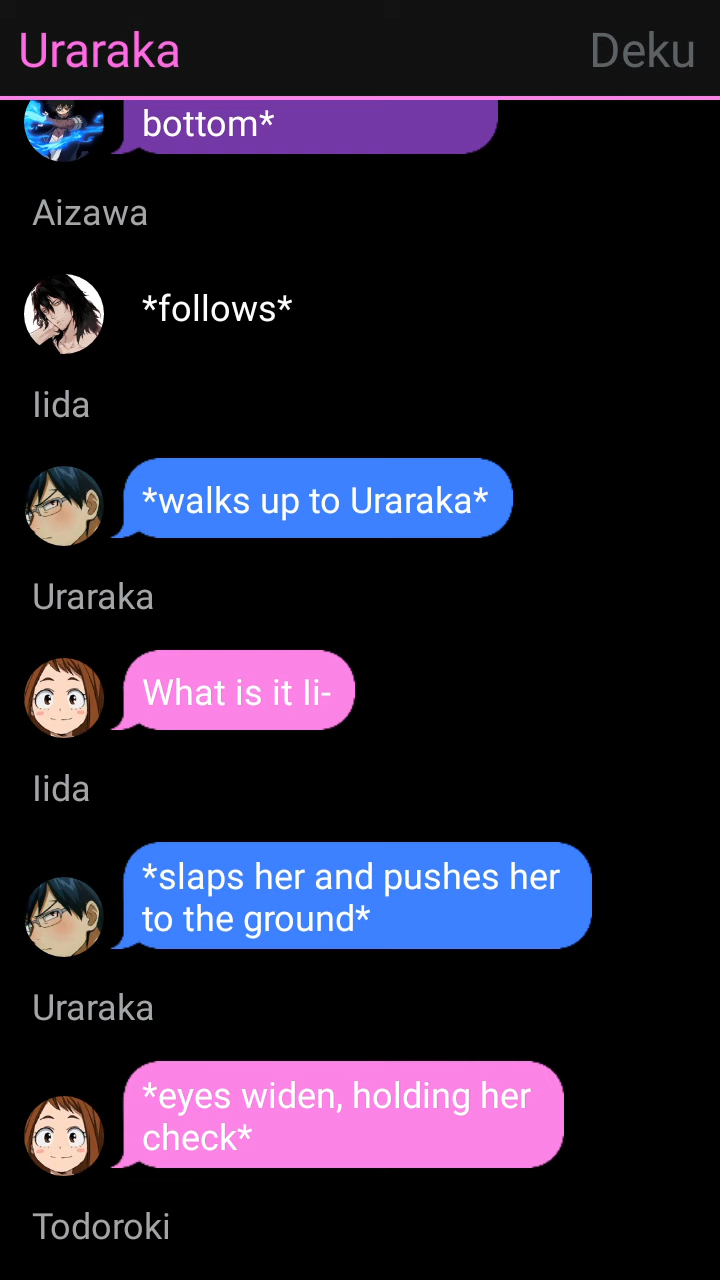 Uraraka
Deku
bottom*
Aizawa
*follows*
Iida
*walks up to Uraraka*
Uraraka
What is it Ii-
Iida
*slaps her and pushes her
to the ground*
Uraraka
*eyes widen, holding her
check*
Todoroki